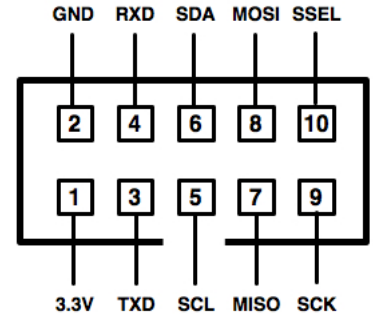 GND RXD SDA MOSI SSEL
2 4 6 8 10
1 3 5 7 9
3.3V TXD SCL MISO SCK